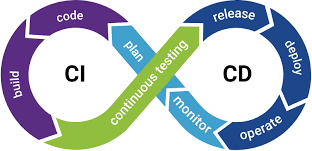 code
build
CI
plan
continuous testing
release
deploy
CD
operate
monitor